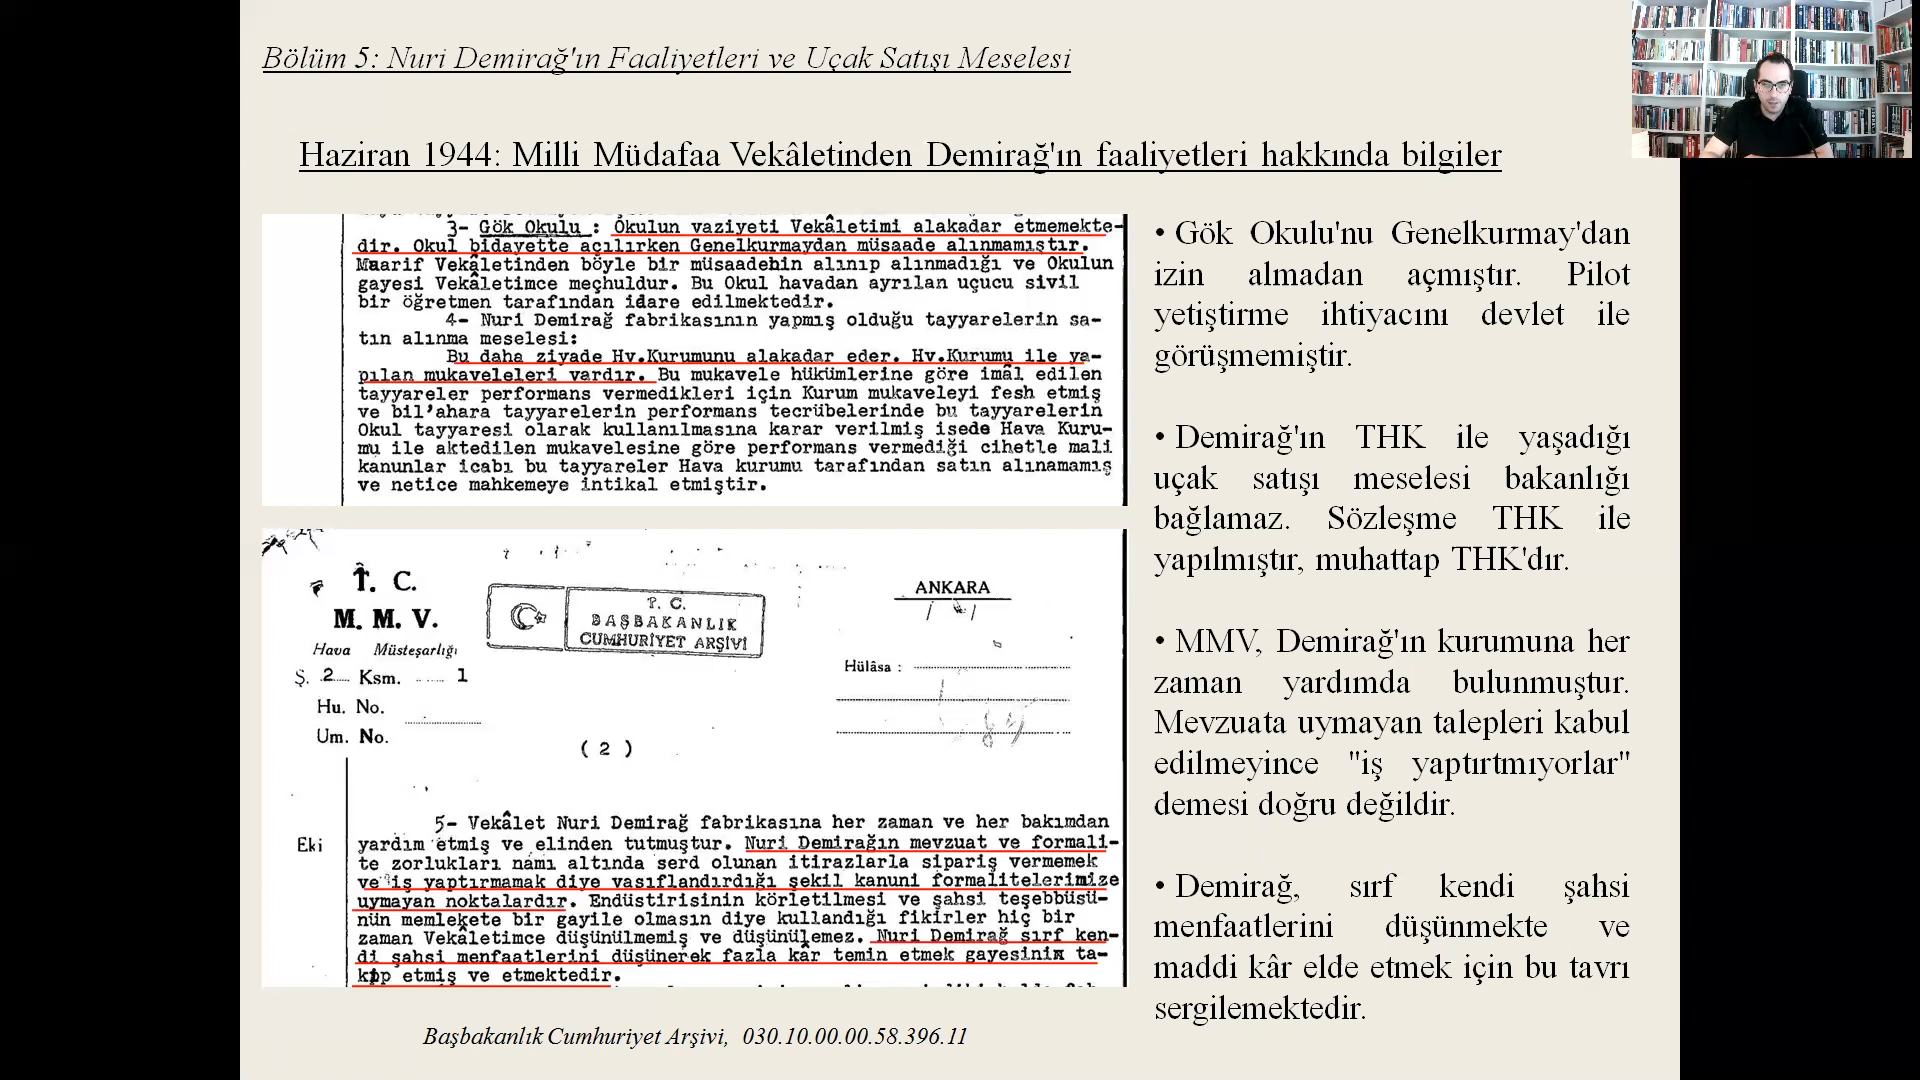 Bölüm 5: Nuri Demirağ'ın Faaliyetleri ve Uçak Satışı Meselesi
Haziran 1944: Milli Müdafaa Vekâletinden Demirağ'ın faaliyetleri hakkında bilgiler
3- Gök Okulu : Okulun vaziyeti Vekâletimi alakadar etmemekte-
dir. Okul bidayette açılırken Genelkurmaydan müsaade alınmamıştır.
Maarif Vekâletinden böyle bir müsaadenin alınıp alınmadığı ve Okulun
gayesi Vekâletimce meçhuldur. Bu Okul havadan ayrılan uçucu sivil
bir öğretmen tarafından idare edilmektedir.
4- Nuri Demirağ fabrikasının yapmış olduğu tayyarelerin sa-
tın alınma meselesi:
Bu daha ziyade Hv.Kurumunu alakadar eder. Hv.Kurumu ile ya-
pılan mukaveleleri vardır. Bu mukavele hükümlerine göre imâl edilen
tayyareler performans vermedikleri için Kurum mukaveleyi fesh etmiş
ve bil'ahara tayyarelerin performans tecrübelerinde bu tayyarelerin
Okul tayyaresi olarak kullanılmasına karar verilmiş isede Hava Kuru-
mu ile aktedilen mukavelesine göre performans vermediği cihetle mali
kanunlar icabı bu tayyareler Hava kurumu tarafından satın alınamamış
ve netice mahkemeye intikal etmiştir.
T. C.
M. M. V.
Hava Müsteşarlığı
Ş. 2 Ksm. 1
Hu. No.
Um. No.
T. C.
BAŞBAKANLIK
CUMHURİYET ARŞİVİ
ANKARA
Hülâsa :
( 2 )
Eki
5- Vekâlet Nuri Demirağ fabrikasına her zaman ve her bakımdan
yardım etmiş ve elinden tutmuştur. Nuri Demirağın mevzuat ve formali-
te zorlukları namı altında serd olunan itirazlarla sipariş vermemek
ve iş yaptırmamak diye vasıflandırdığı şekil kanuni formalitelerimize
uymayan noktalardır. Endüstirisinin körletilmesi ve şahsi teşebbüsü-
nün memlekete bir gayile olmasın diye kullandığı fikirler hiç bir
zaman Vekâletimce düşünülmemiş ve düşünülemez. Nuri Demirağ sırf ken-
di şahsi menfaatlerini düşünerek fazla kâr temin etmek gayesinin ta-
kip etmiş ve etmektedir.
Başbakanlık Cumhuriyet Arşivi, 030.10.00.00.58.396.11
• Gök Okulu'nu Genelkurmay'dan
izin almadan açmıştır. Pilot
yetiştirme ihtiyacını devlet ile
görüşmemiştir.
• Demirağ'ın THK ile yaşadığı
uçak satışı meselesi bakanlığı
bağlamaz. Sözleşme THK ile
yapılmıştır, muhattap THK'dır.
• MMV, Demirağ'ın kurumuna her
zaman yardımda bulunmuştur.
Mevzuata uymayan talepleri kabul
edilmeyince "iş yaptırtmıyorlar"
demesi doğru değildir.
• Demirağ, sırf kendi şahsi
menfaatlerini düşünmekte ve
maddi kâr elde etmek için bu tavrı
sergilemektedir.